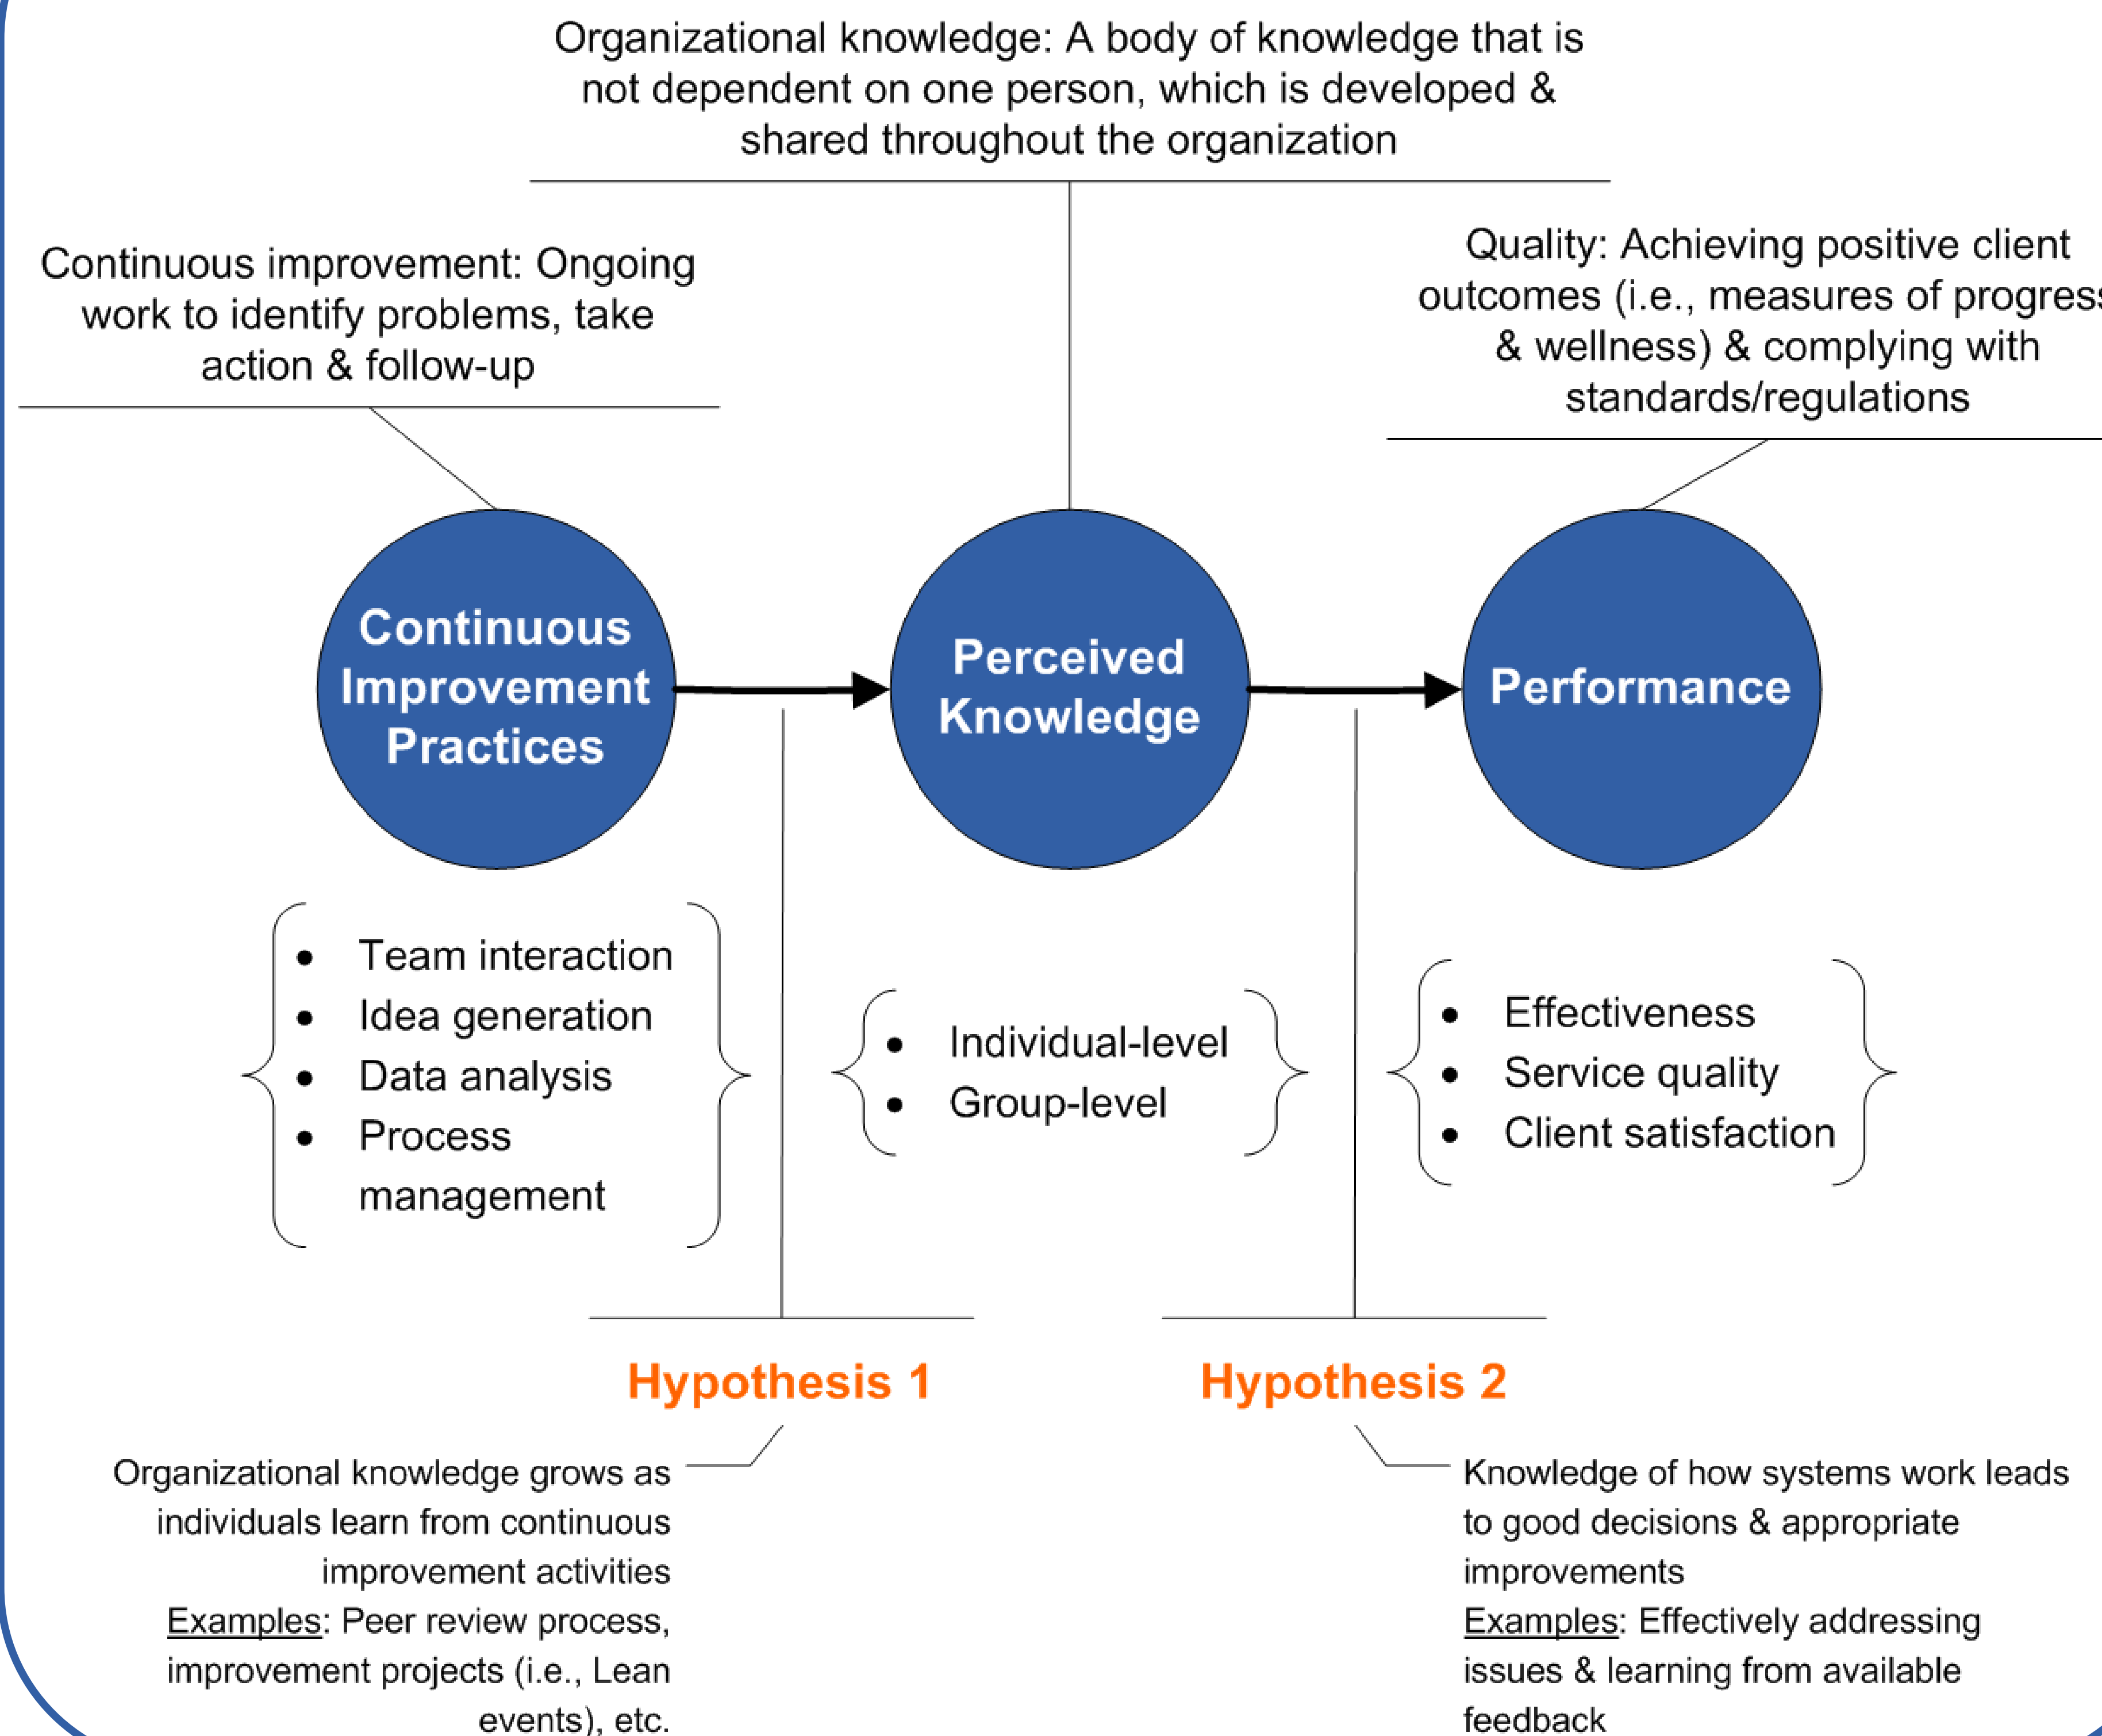 Organizational knowledge: A body of knowledge that is
not dependent on one person, which is developed &
shared throughout the organization
Continuous improvement: Ongoing
work to identify problems, take
action & follow-up
Quality: Achieving positive client
outcomes (i.e., measures of progress
& wellness) & complying with
standards/regulations
Continuous
Improvement
Practices
Perceived
Knowledge
Performance
• Team interaction
• Idea generation
• Data analysis
• Process
management
• Individual-level
• Group-level
• Effectiveness
• Service quality
• Client satisfaction
Hypothesis 1
Organizational knowledge grows as
individuals learn from continuous
improvement activities
Examples: Peer review process,
improvement projects (i.e., Lean
events), etc.
Hypothesis 2
Knowledge of how systems work leads
to good decisions & appropriate
improvements
Examples: Effectively addressing
issues & learning from available
feedback